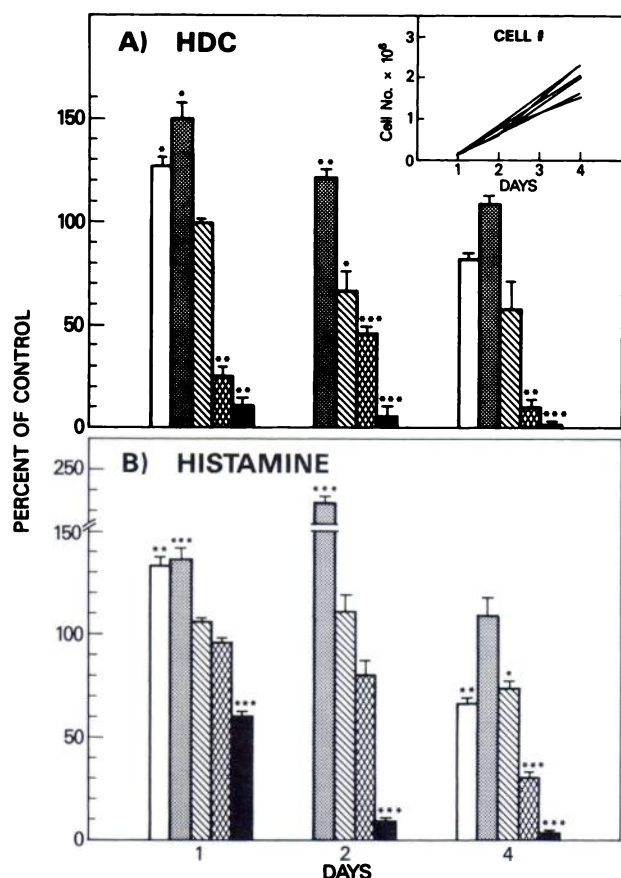 A) HDC
CELL #
Cell No. × 10⁶
3
2
1
0
1 2 3 4
DAYS
150
100
50
0
* * ** ** ** * *** *** ** ***
PERCENT OF CONTROL
B) HISTAMINE
250
150
100
50
0
** *** *** *** *** ** * *** ***
1 2 4
DAYS